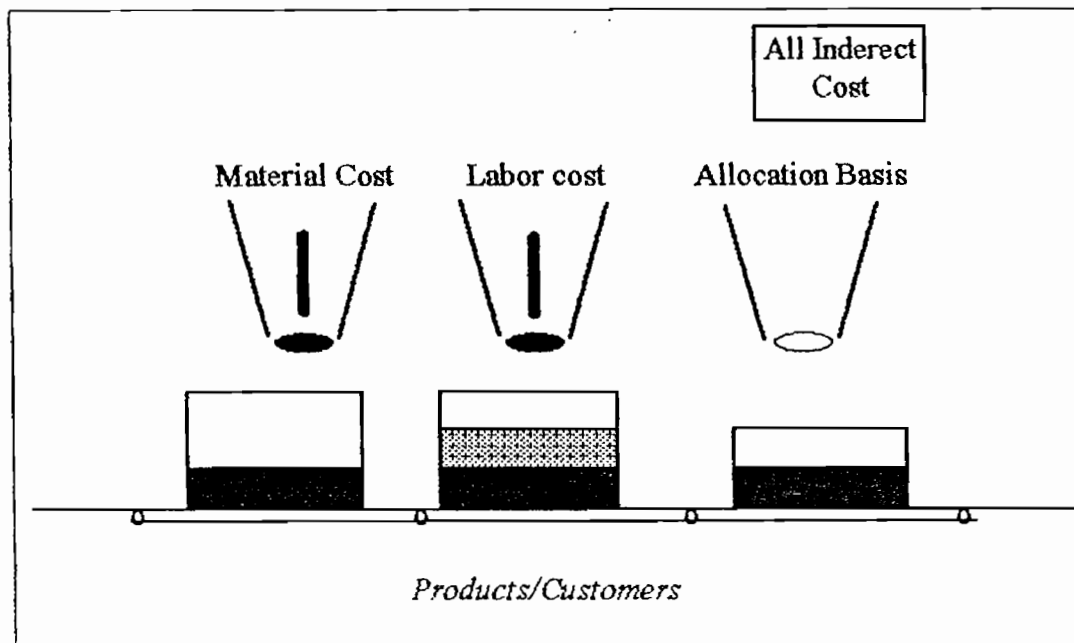 All Inderect
Cost
Material Cost
Labor cost
Allocation Basis
Products/Customers